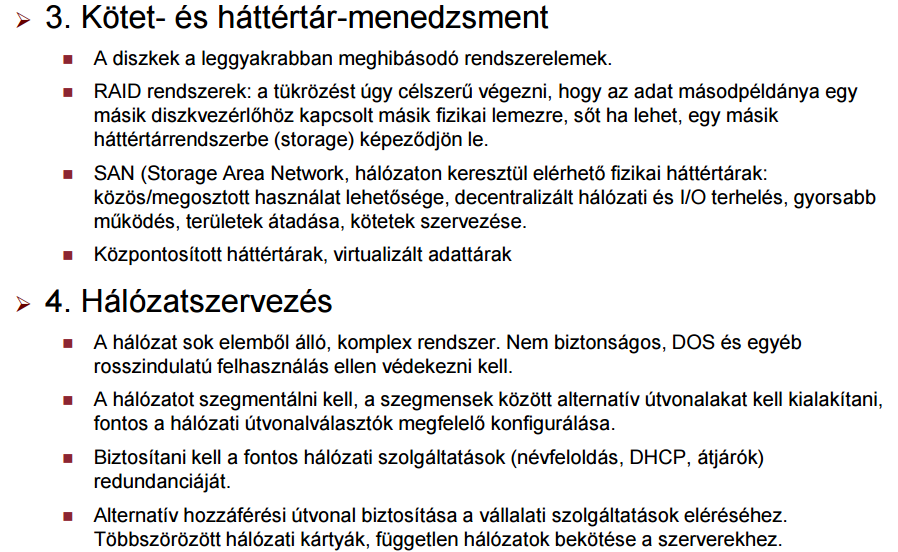 3. Kötet- és háttértár-menedzsment
A diszkek a leggyakrabban meghibásodó rendszerelemek.
RAID rendszerek: a tükrözést úgy célszerű végezni, hogy az adat másodpéldánya egy
másik diszkvezérlőhöz kapcsolt másik fizikai lemezre, sőt ha lehet, egy másik
háttértárrendszerbe (storage) képeződjön le.
SAN (Storage Area Network, hálózaton keresztül elérhető fizikai háttértárak:
közös/megosztott használat lehetősége, decentralizált hálózati és I/O terhelés, gyorsabb
működés, területek átadása, kötetek szervezése.
Központosított háttértárak, virtualizált adattárak
4. Hálózatszervezés
A hálózat sok elemből álló, komplex rendszer. Nem biztonságos, DOS és egyéb
rosszindulatú felhasználás ellen védekezni kell.
A hálózatot szegmentálni kell, a szegmensek között alternatív útvonalakat kell kialakítani,
fontos a hálózati útvonalválasztók megfelelő konfigurálása.
Biztosítani kell a fontos hálózati szolgáltatások (névfeloldás, DHCP, átjárók)
redundanciáját.
Alternatív hozzáférési útvonal biztosítása a vállalati szolgáltatások eléréséhez.
Többszörözött hálózati kártyák, független hálózatok bekötése a szerverekhez.